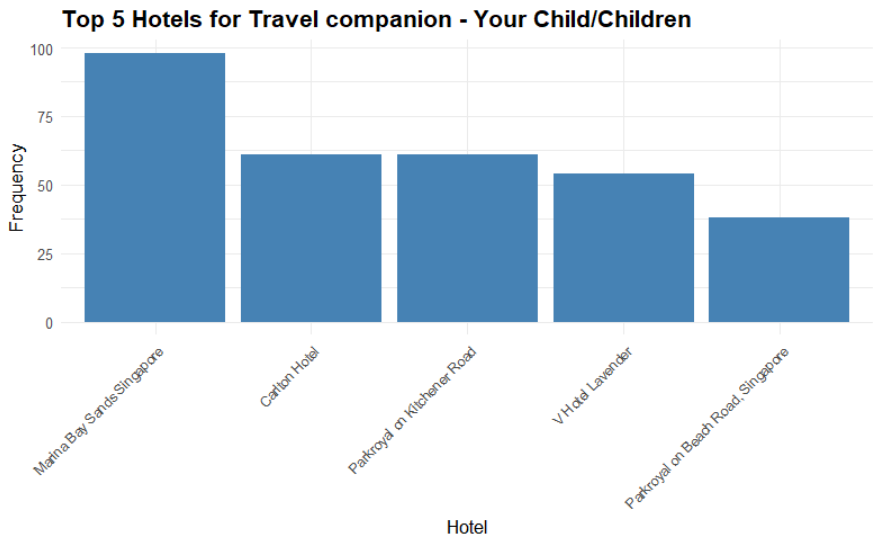 Top 5 Hotels for Travel companion - Your Child/Children
Frequency
100
75
50
25
0
Marina Bay Sands Singapore
Carlton Hotel
Parkroyal on Kitchener Road
V Hotel Lavender
Parkroyal on Beach Road, Singapore
Hotel